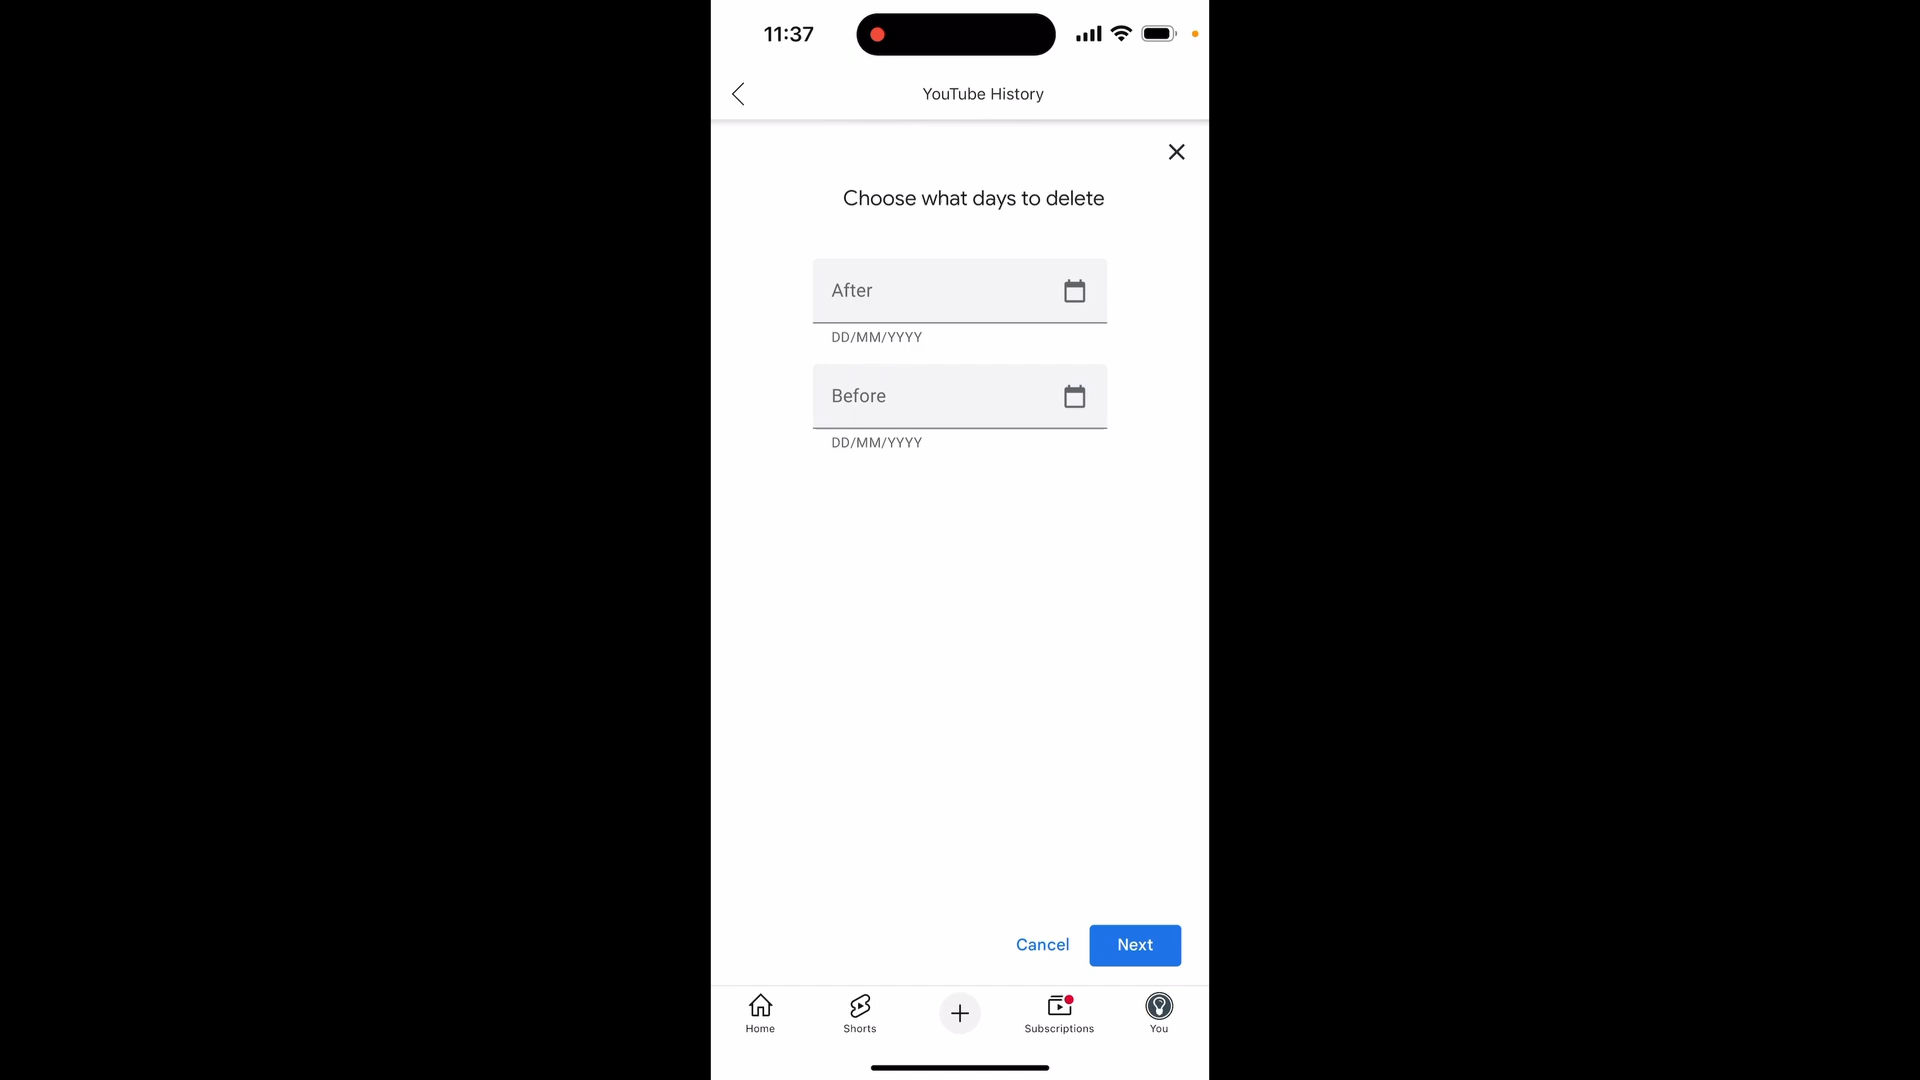 11:37
YouTube History
Choose what days to delete
After
DD/MM/YYYY
Before
DD/MM/YYYY
Cancel
Next
Home
Shorts
Subscriptions
You